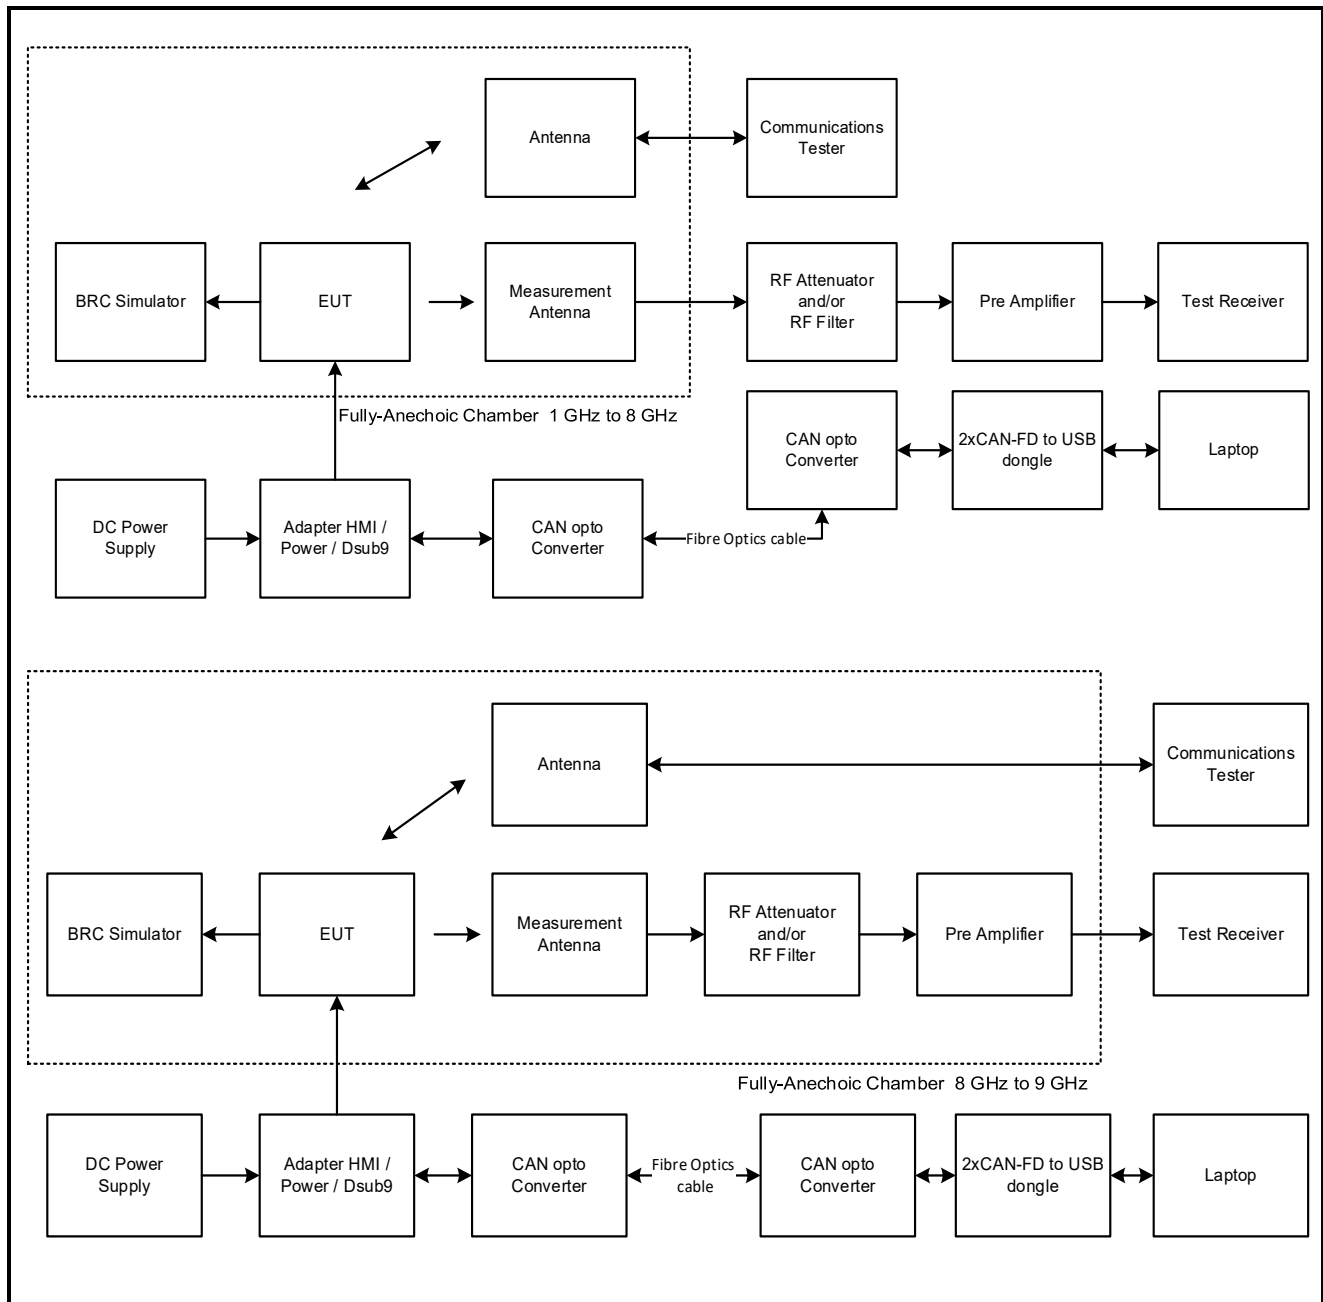 Antenna
Communications
Tester
BRC Simulator
EUT
Measurement
Antenna
RF Attenuator
and/or
RF Filter
Pre Amplifier
Test Receiver
Fully-Anechoic Chamber  1 GHz to 8 GHz
CAN opto
Converter
2xCAN-FD to USB
dongle
Laptop
DC Power
Supply
Adapter HMI /
Power / Dsub9
CAN opto
Converter
Fibre Optics cable
Antenna
Communications
Tester
BRC Simulator
EUT
Measurement
Antenna
RF Attenuator
and/or
RF Filter
Pre Amplifier
Test Receiver
Fully-Anechoic Chamber  8 GHz to 9 GHz
DC Power
Supply
Adapter HMI /
Power / Dsub9
CAN opto
Converter
Fibre Optics
cable
CAN opto
Converter
2xCAN-FD to USB
dongle
Laptop